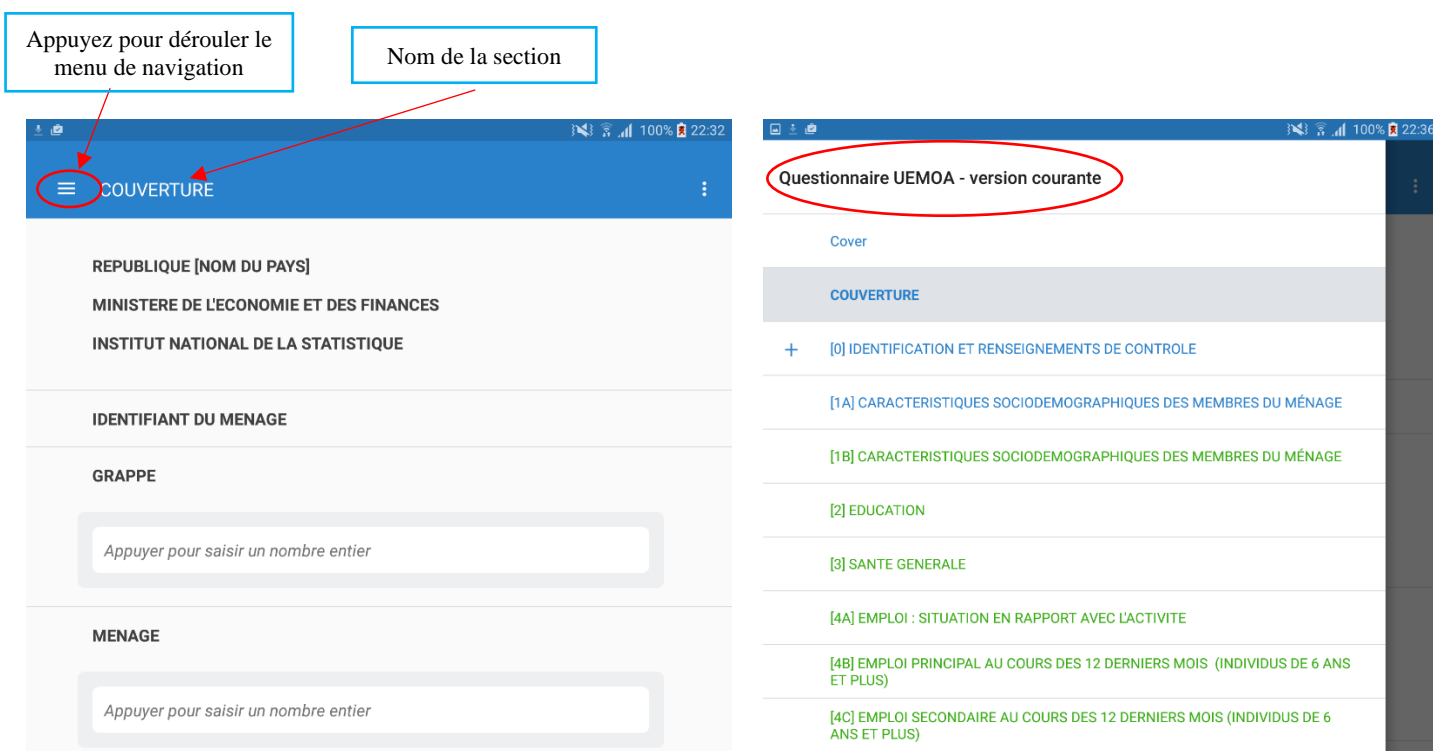 Appuyez pour dérouler le
menu de navigation
Nom de la section
100% 22:32
COUVERTURE
REPUBLIQUE [NOM DU PAYS]
MINISTERE DE L'ECONOMIE ET DES FINANCES
INSTITUT NATIONAL DE LA STATISTIQUE
IDENTIFIANT DU MENAGE
GRAPPE
Appuyer pour saisir un nombre entier
MENAGE
Appuyer pour saisir un nombre entier
100% 22:36
Questionnaire UEMOA - version courante
Cover
COUVERTURE
[0] IDENTIFICATION ET RENSEIGNEMENTS DE CONTROLE
[1A] CARACTERISTIQUES SOCIODEMOGRAPHIQUES DES MEMBRES DU MÉNAGE
[1B] CARACTERISTIQUES SOCIODEMOGRAPHIQUES DES MEMBRES DU MÉNAGE
[2] EDUCATION
[3] SANTE GENERALE
[4A] EMPLOI : SITUATION EN RAPPORT AVEC L'ACTIVITE
[4B] EMPLOI PRINCIPAL AU COURS DES 12 DERNIERS MOIS (INDIVIDUS DE 6 ANS
ET PLUS)
[4C] EMPLOI SECONDAIRE AU COURS DES 12 DERNIERS MOIS (INDIVIDUS DE 6
ANS ET PLUS)